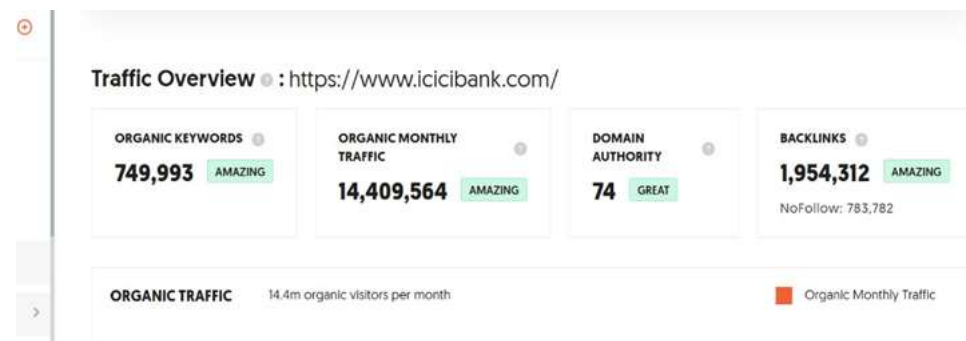 Traffic Overview : https://www.icicibank.com/
ORGANIC KEYWORDS
749,993 AMAZING
ORGANIC MONTHLY
TRAFFIC
14,409,564 AMAZING
DOMAIN
AUTHORITY
74 GREAT
BACKLINKS
1,954,312 AMAZING
NoFollow: 783,782
ORGANIC TRAFFIC 14.4m organic visitors per month
Organic Monthly Traffic